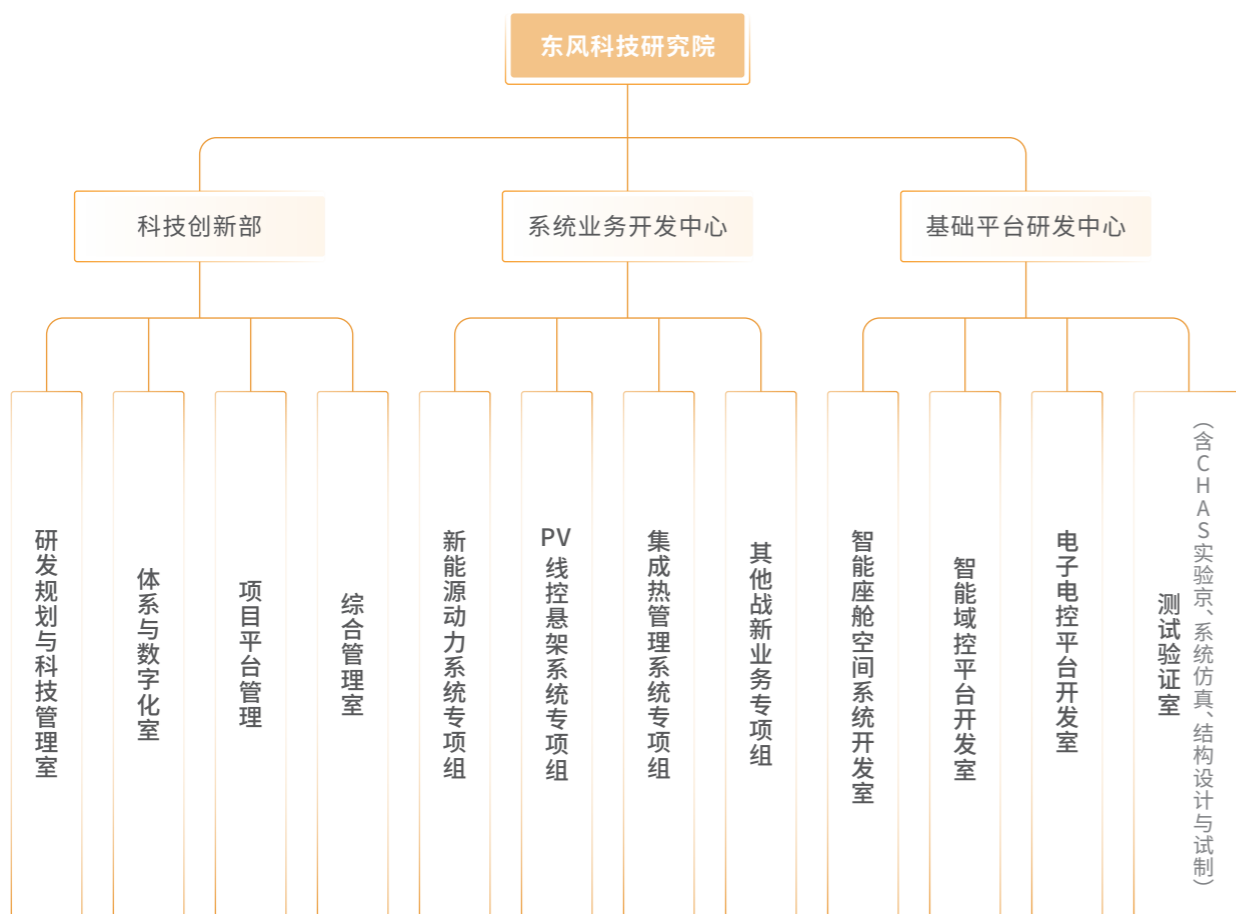 东风科技研究院
科技创新部
系统业务开发中心
基础平台研发中心
研发规划与科技管理室
体系与数字化室
项目平台管理
综合管理室
新能源动力系统专项组
PV线控悬架系统专项组
集成热管理系统专项组
其他战新业务专项组
智能座舱空间系统开发室
智能域控平台开发室
电子电控平台开发室
测试验证室
（含CHAS实验京、系统仿真、结构设计与试制）